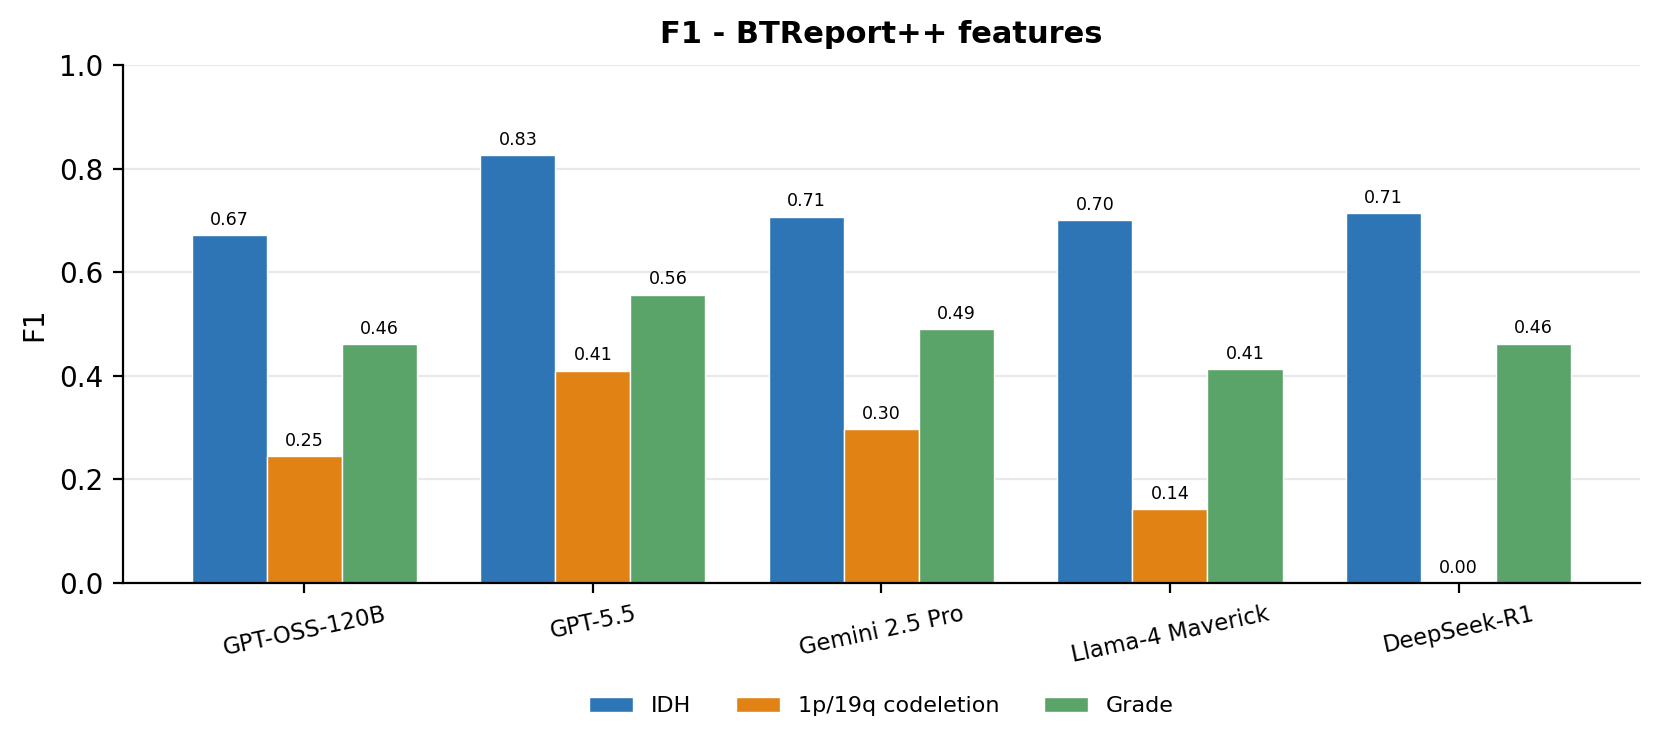 F1 - BTReport++ features
F1
1.0
0.8
0.6
0.4
0.2
0.0
0.67
0.25
0.46
0.83
0.41
0.56
0.71
0.30
0.49
0.70
0.14
0.41
0.71
0.00
0.46
GPT-OSS-120B
GPT-5.5
Gemini 2.5 Pro
Llama-4 Maverick
DeepSeek-R1
IDH
1p/19q codeletion
Grade